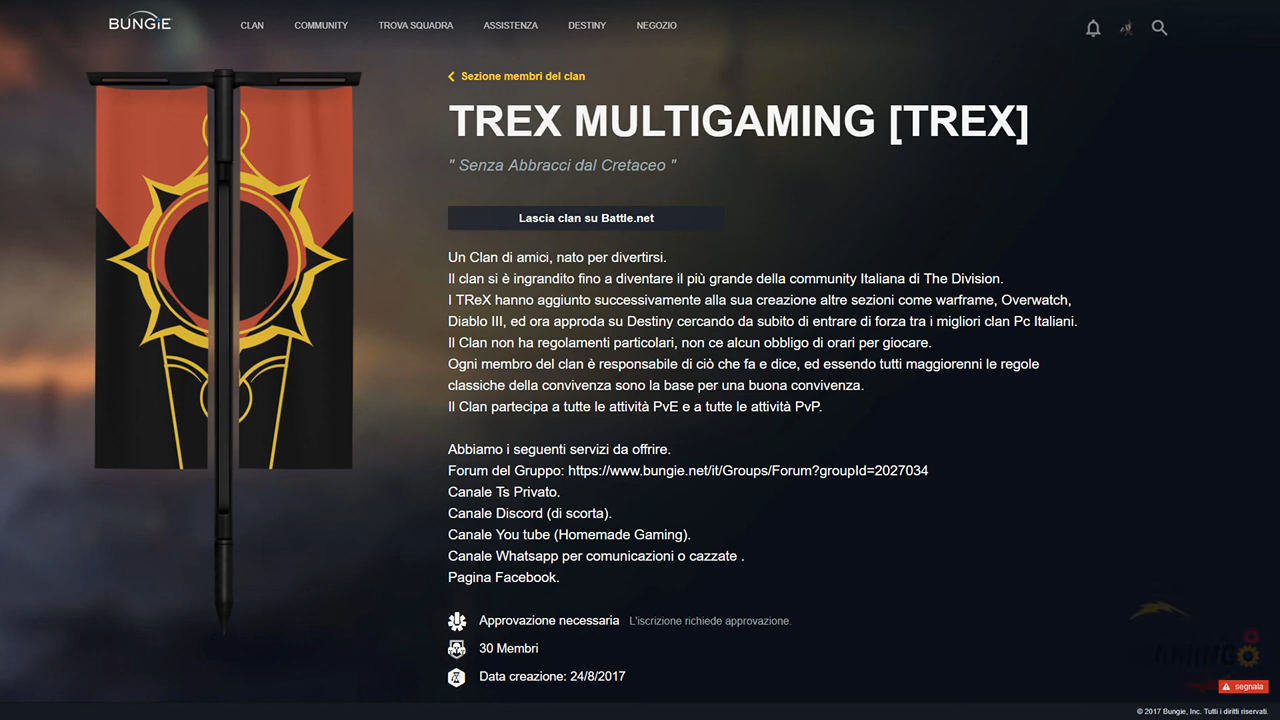 BUNGiE
CLAN COMMUNITY TROVA SQUADRA ASSISTENZA DESTINY NEGOZIO
Sezione membri del clan
TREX MULTIGAMING [TREX]
" Senza Abbracci dal Cretaceo "
Lascia clan su Battle.net
Un Clan di amici, nato per divertirsi.
Il clan si è ingrandito fino a diventare il più grande della community Italiana di The Division.
I TReX hanno aggiunto successivamente alla sua creazione altre sezioni come warframe, Overwatch,
Diablo III, ed ora approda su Destiny cercando da subito di entrare di forza tra i migliori clan Pc Italiani.
Il Clan non ha regolamenti particolari, non ce alcun obbligo di orari per giocare.
Ogni membro del clan è responsabile di ciò che fa e dice, ed essendo tutti maggiorenni le regole
classiche della convivenza sono la base per una buona convivenza.
Il Clan partecipa a tutte le attività PvE e a tutte le attività PvP.
Abbiamo i seguenti servizi da offrire.
Forum del Gruppo: https://www.bungie.net/it/Groups/Forum?groupId=2027034
Canale Ts Privato.
Canale Discord (di scorta).
Canale You tube (Homemade Gaming).
Canale Whatsapp per comunicazioni o cazzate .
Pagina Facebook.
Approvazione necessaria L'iscrizione richiede approvazione.
30 Membri
Data creazione: 24/8/2017
segnala
© 2017 Bungie, Inc. Tutti i diritti riservati.